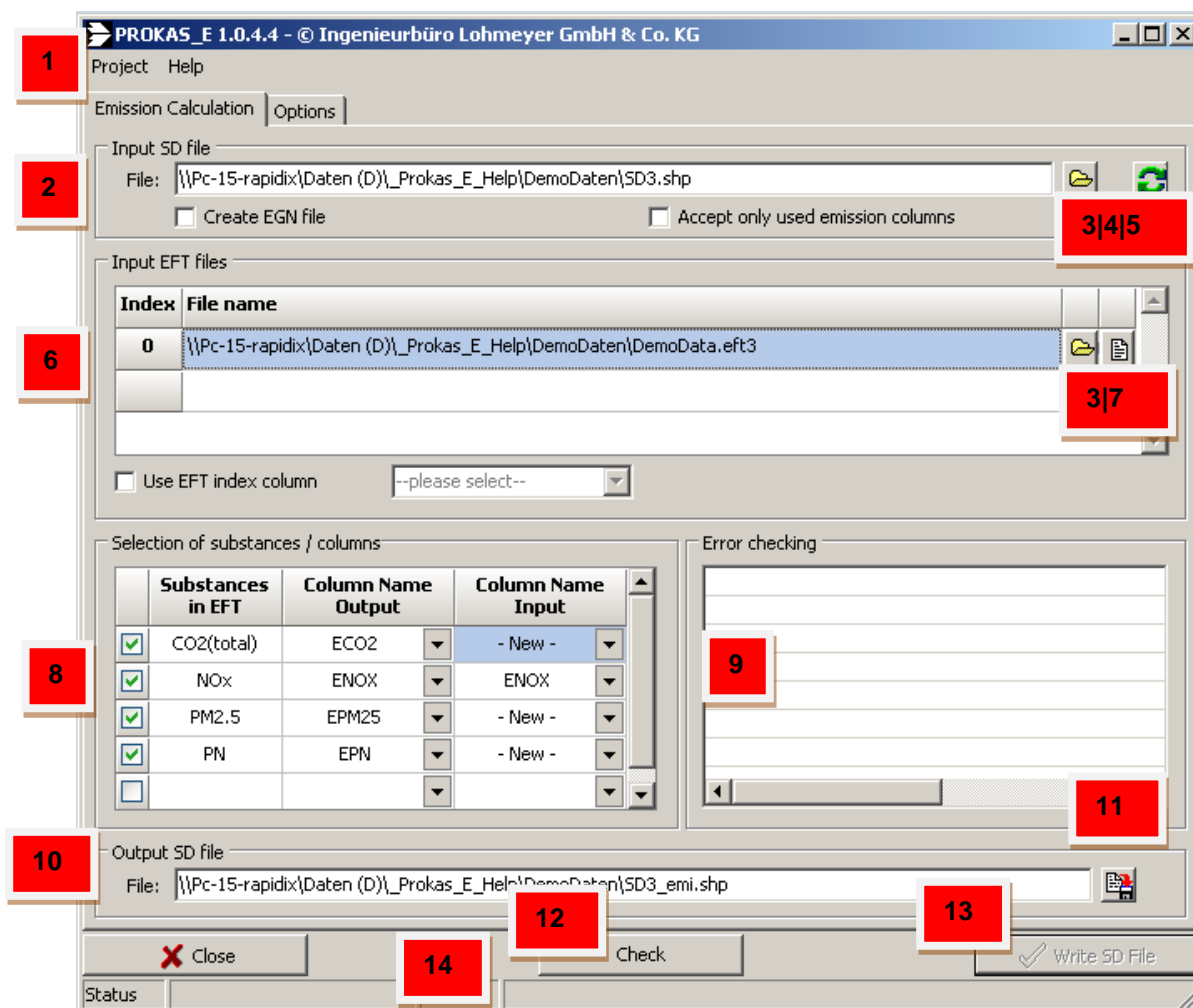 PROKAS_E 1.0.4.4 - © Ingenieurbüro Lohmeyer GmbH & Co. KG
1
Project Help
Emission Calculation Options
Input SD file
2
File: \\Pc-15-rapidix\Daten (D)\_Prokas_E_Help\DemoDaten\SD3.shp
Create EGN file Accept only used emission columns
3|4|5
Input EFT files
Index File name
6
0 \\Pc-15-rapidix\Daten (D)\_Prokas_E_Help\DemoDaten\DemoData.eft3
3|7
Use EFT index column --please select--
Selection of substances / columns
Substances in EFT Column Name Output Column Name Input
8
CO2(total) ECO2 - New -
NOx ENOX ENOX
PM2.5 EPM25 - New -
PN EPN - New -
Error checking
9
11
10
Output SD file
File: \\Pc-15-rapidix\Daten (D)\_Prokas_E_Help\DemoDaten\SD3_emi.shp
12
13
Close
14
Check
Write SD File
Status